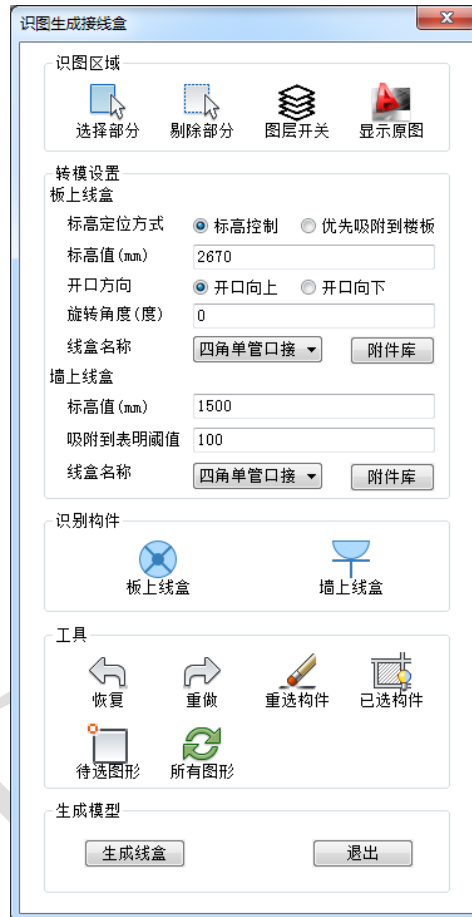 识图生成接线盒
识图区域
选择部分 剔除部分 图层开关 显示原图
转模设置
板上线盒
标高定位方式 标高控制 优先吸附到楼板
标高值(mm) 2670
开口方向 开口向上 开口向下
旋转角度(度) 0
线盒名称 四角单管口接 附件库
墙上线盒
标高值(mm) 1500
吸附到表明阈值 100
线盒名称 四角单管口接 附件库
识别构件
板上线盒 墙上线盒
工具
恢复 重做 重选构件 已选构件
待选图形 所有图形
生成模型
生成线盒 退出